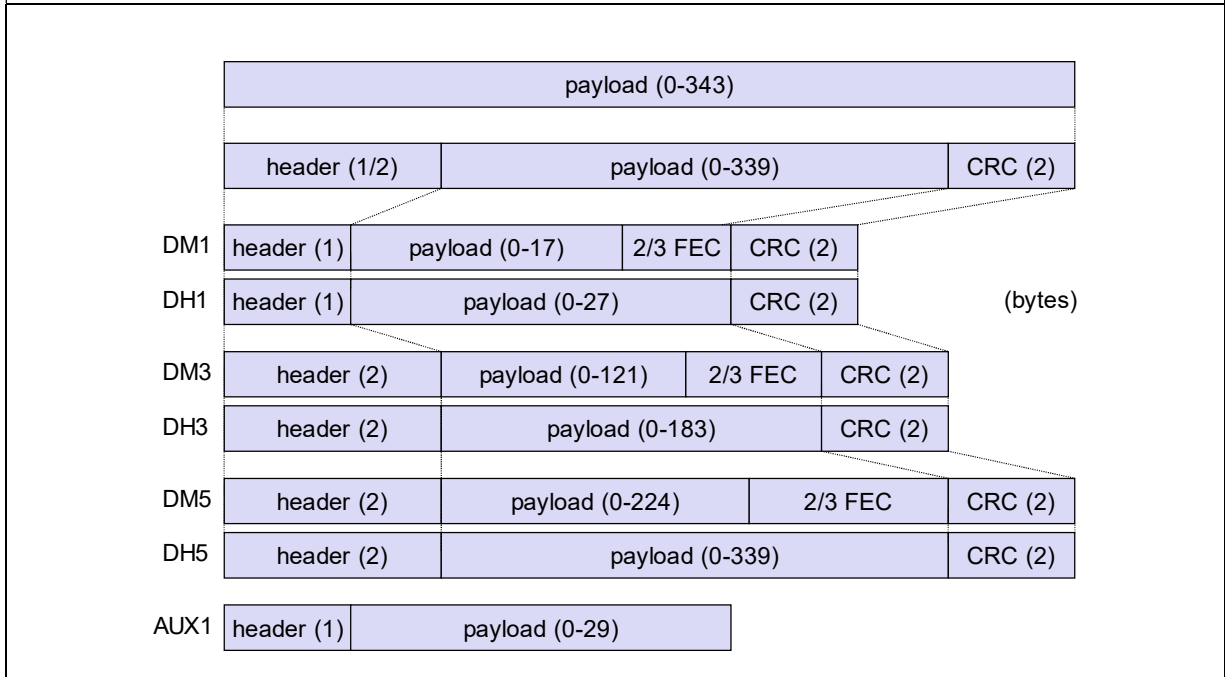 payload (0-343)
header (1/2) payload (0-339) CRC (2)
DM1 header (1) payload (0-17) 2/3 FEC CRC (2)
DH1 header (1) payload (0-27) CRC (2) (bytes)
DM3 header (2) payload (0-121) 2/3 FEC CRC (2)
DH3 header (2) payload (0-183) CRC (2)
DM5 header (2) payload (0-224) 2/3 FEC CRC (2)
DH5 header (2) payload (0-339) CRC (2)
AUX1 header (1) payload (0-29)